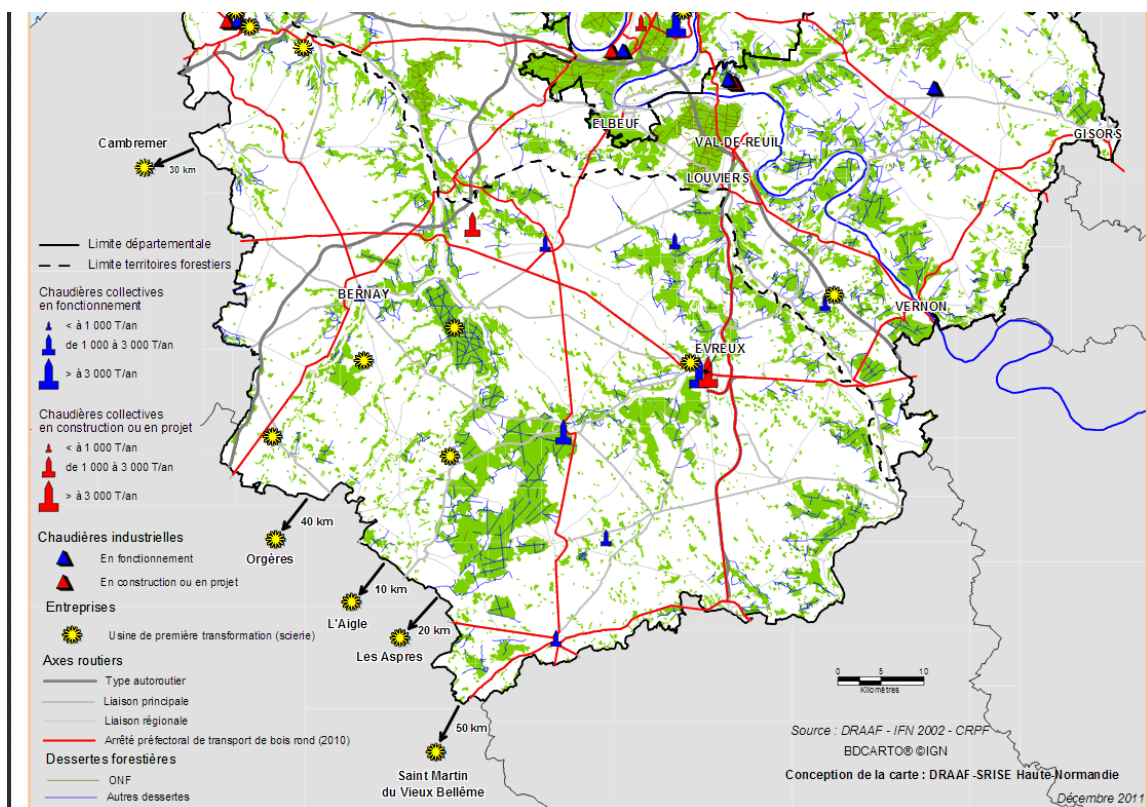 ELBEUF
GISORS
VAL-DE-REUIL
Cambremer
30 km
LOUVIERS
Limite départementale
Limite territoires forestiers
Chaudières collectives
en fonctionnement
< à 1 000 T/an
de 1 000 à 3 000 T/an
> à 3 000 T/an
BERNAY
VERNON
EVREUX
Chaudières collectives
en construction ou en projet
< à 1 000 T/an
de 1 000 à 3 000 T/an
> à 3 000 T/an
40 km
Orgères
Chaudières industrielles
En fonctionnement
En construction ou en projet
10 km
L'Aigle
20 km
Les Aspres
Entreprises
Usine de première transformation (scierie)
Axes routiers
Type autoroutier
Liaison principale
Liaison régionale
Arrêté préfectoral de transport de bois rond (2010)
Dessertes forestières
ONF
Autres dessertes
50 km
Saint Martin
du Vieux Bellême
0 5 10
Kilomètres
Source : DRAAF - IFN 2002 - CRPF
BDCARTO® ©IGN
Conception de la carte : DRAAF-SRISE Haute-Normandie
Décembre 2011